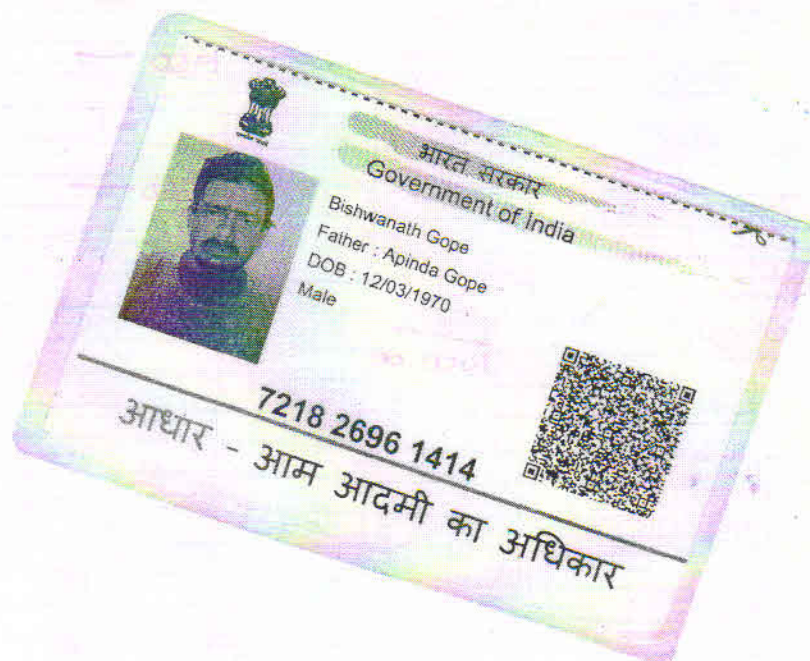 भारत सरकार
Government of India
Bishwanath Gope
Father : Apinda Gope
DOB : 12/03/1970
Male
7218 2696 1414
आधार - आम आदमी का अधिकार